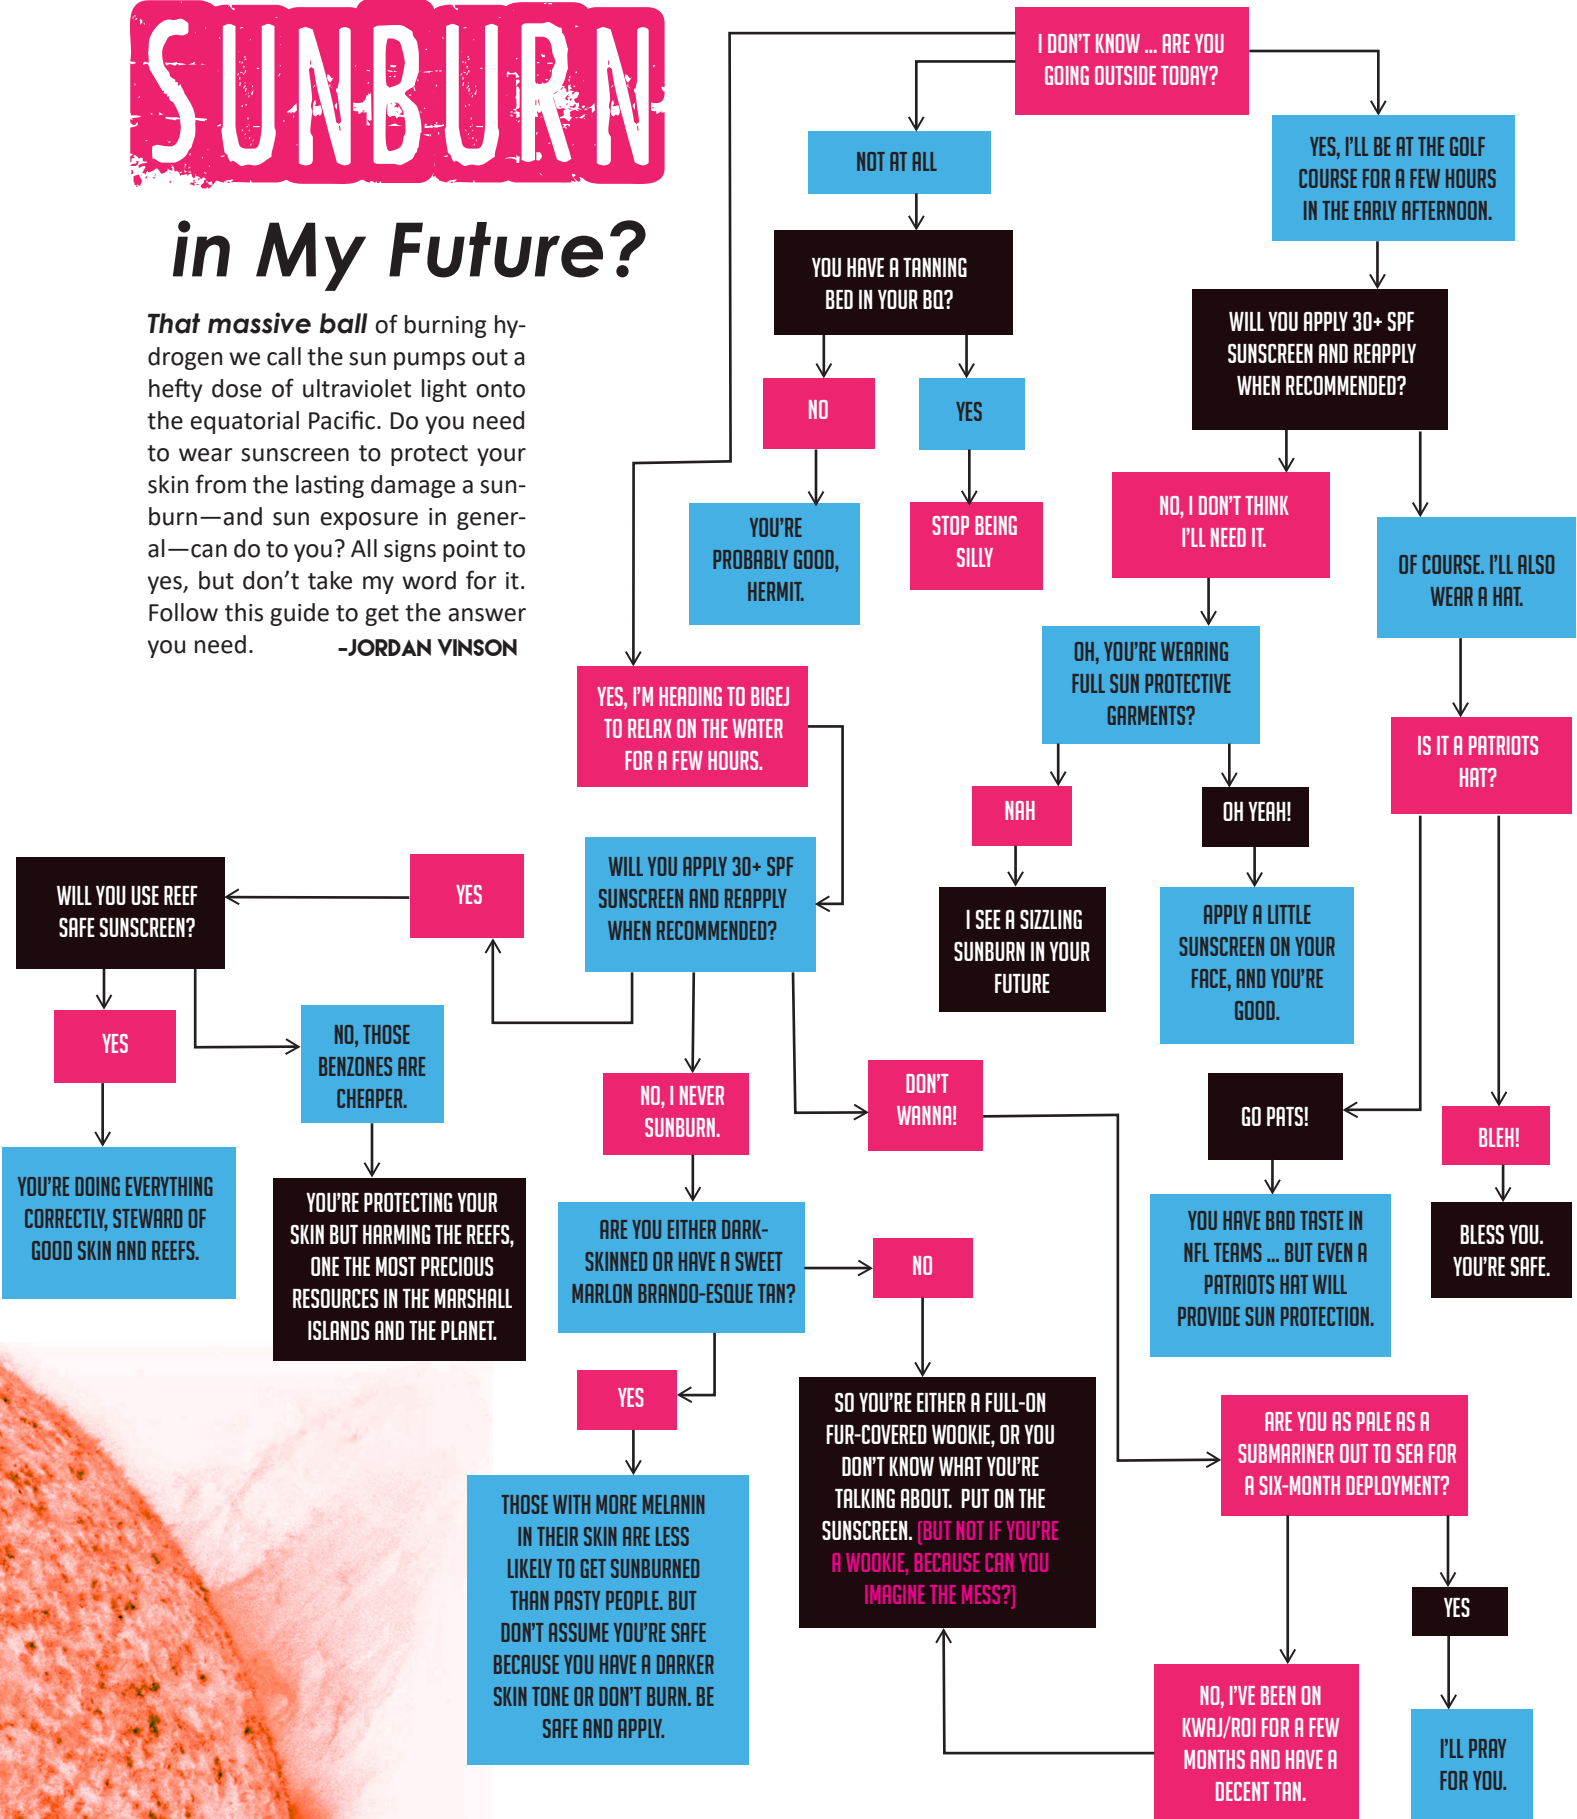 SUNBURN
in My Future?
That massive ball of burning hy-
drogen we call the sun pumps out a
hefty dose of ultraviolet light onto
the equatorial Pacific. Do you need
to wear sunscreen to protect your
skin from the lasting damage a sun-
burn—and sun exposure in gener-
al—can do to you? All signs point to
yes, but don't take my word for it.
Follow this guide to get the answer
you need. -JORDAN VINSON
I DON'T KNOW ... ARE YOU
GOING OUTSIDE TODAY?
NOT AT ALL
YOU HAVE A TANNING
BED IN YOUR BQ?
NO
YES
YOU'RE
PROBABLY GOOD,
HERMIT.
STOP BEING
SILLY
YES, I'LL BE AT THE GOLF
COURSE FOR A FEW HOURS
IN THE EARLY AFTERNOON.
WILL YOU APPLY 30+ SPF
SUNSCREEN AND REAPPLY
WHEN RECOMMENDED?
NO, I DON'T THINK
I'LL NEED IT.
OF COURSE. I'LL ALSO
WEAR A HAT.
OH, YOU'RE WEARING
FULL SUN PROTECTIVE
GARMENTS?
IS IT A PATRIOTS
HAT?
NAH
OH YEAH!
I SEE A SIZZLING
SUNBURN IN YOUR
FUTURE
APPLY A LITTLE
SUNSCREEN ON YOUR
FACE, AND YOU'RE
GOOD.
GO PATS!
BLEH!
YOU HAVE BAD TASTE IN
NFL TEAMS ... BUT EVEN A
PATRIOTS HAT WILL
PROVIDE SUN PROTECTION.
BLESS YOU.
YOU'RE SAFE.
YES, I'M HEADING TO BIGEJ
TO RELAX ON THE WATER
FOR A FEW HOURS.
WILL YOU APPLY 30+ SPF
SUNSCREEN AND REAPPLY
WHEN RECOMMENDED?
YES
WILL YOU USE REEF
SAFE SUNSCREEN?
YES
NO, THOSE
BENZONES ARE
CHEAPER.
YOU'RE DOING EVERYTHING
CORRECTLY, STEWARD OF
GOOD SKIN AND REEFS.
YOU'RE PROTECTING YOUR
SKIN BUT HARMING THE REEFS,
ONE THE MOST PRECIOUS
RESOURCES IN THE MARSHALL
ISLANDS AND THE PLANET.
NO, I NEVER
SUNBURN.
DON'T
WANNA!
ARE YOU EITHER DARK-
SKINNED OR HAVE A SWEET
MARLON BRANDO-ESQUE TAN?
NO
YES
THOSE WITH MORE MELANIN
IN THEIR SKIN ARE LESS
LIKELY TO GET SUNBURNED
THAN PASTY PEOPLE. BUT
DON'T ASSUME YOU'RE SAFE
BECAUSE YOU HAVE A DARKER
SKIN TONE OR DON'T BURN. BE
SAFE AND APPLY.
SO YOU'RE EITHER A FULL-ON
FUR-COVERED WOOKIE, OR YOU
DON'T KNOW WHAT YOU'RE
TALKING ABOUT. PUT ON THE
SUNSCREEN. (BUT NOT IF YOU'RE
A WOOKIE, BECAUSE CAN YOU
IMAGINE THE MESS?)
ARE YOU AS PALE AS A
SUBMARINER OUT TO SEA FOR
A SIX-MONTH DEPLOYMENT?
YES
NO, I'VE BEEN ON
KWAJ/ROI FOR A FEW
MONTHS AND HAVE A
DECENT TAN.
I'LL PRAY
FOR YOU.